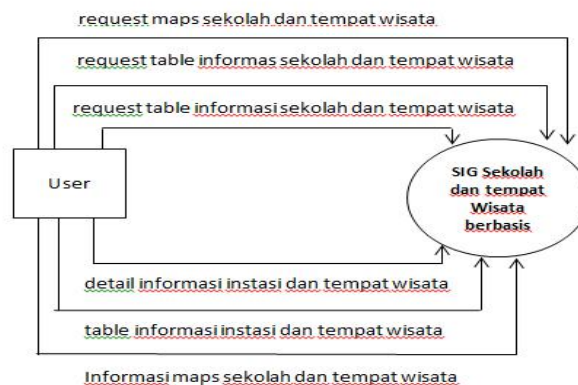 request maps sekolah dan tempat wisata
request table informas sekolah dan tempat wisata
request table informasi sekolah dan tempat wisata
User
SIG Sekolah
dan tempat
Wisata
berbasis
detail informasi instasi dan tempat wisata
table informasi instasi dan tempat wisata
Informasi maps sekolah dan tempat wisata